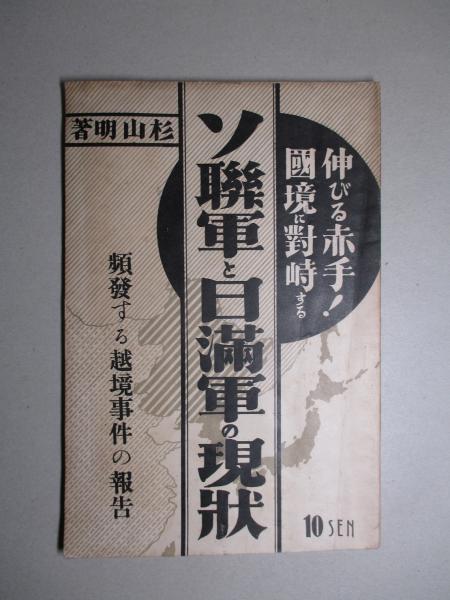 伸びる赤手！
國境に對峙する
ソ聯軍と日滿軍の現狀
杉山明著
頻發する越境事件の報告
10 SEN